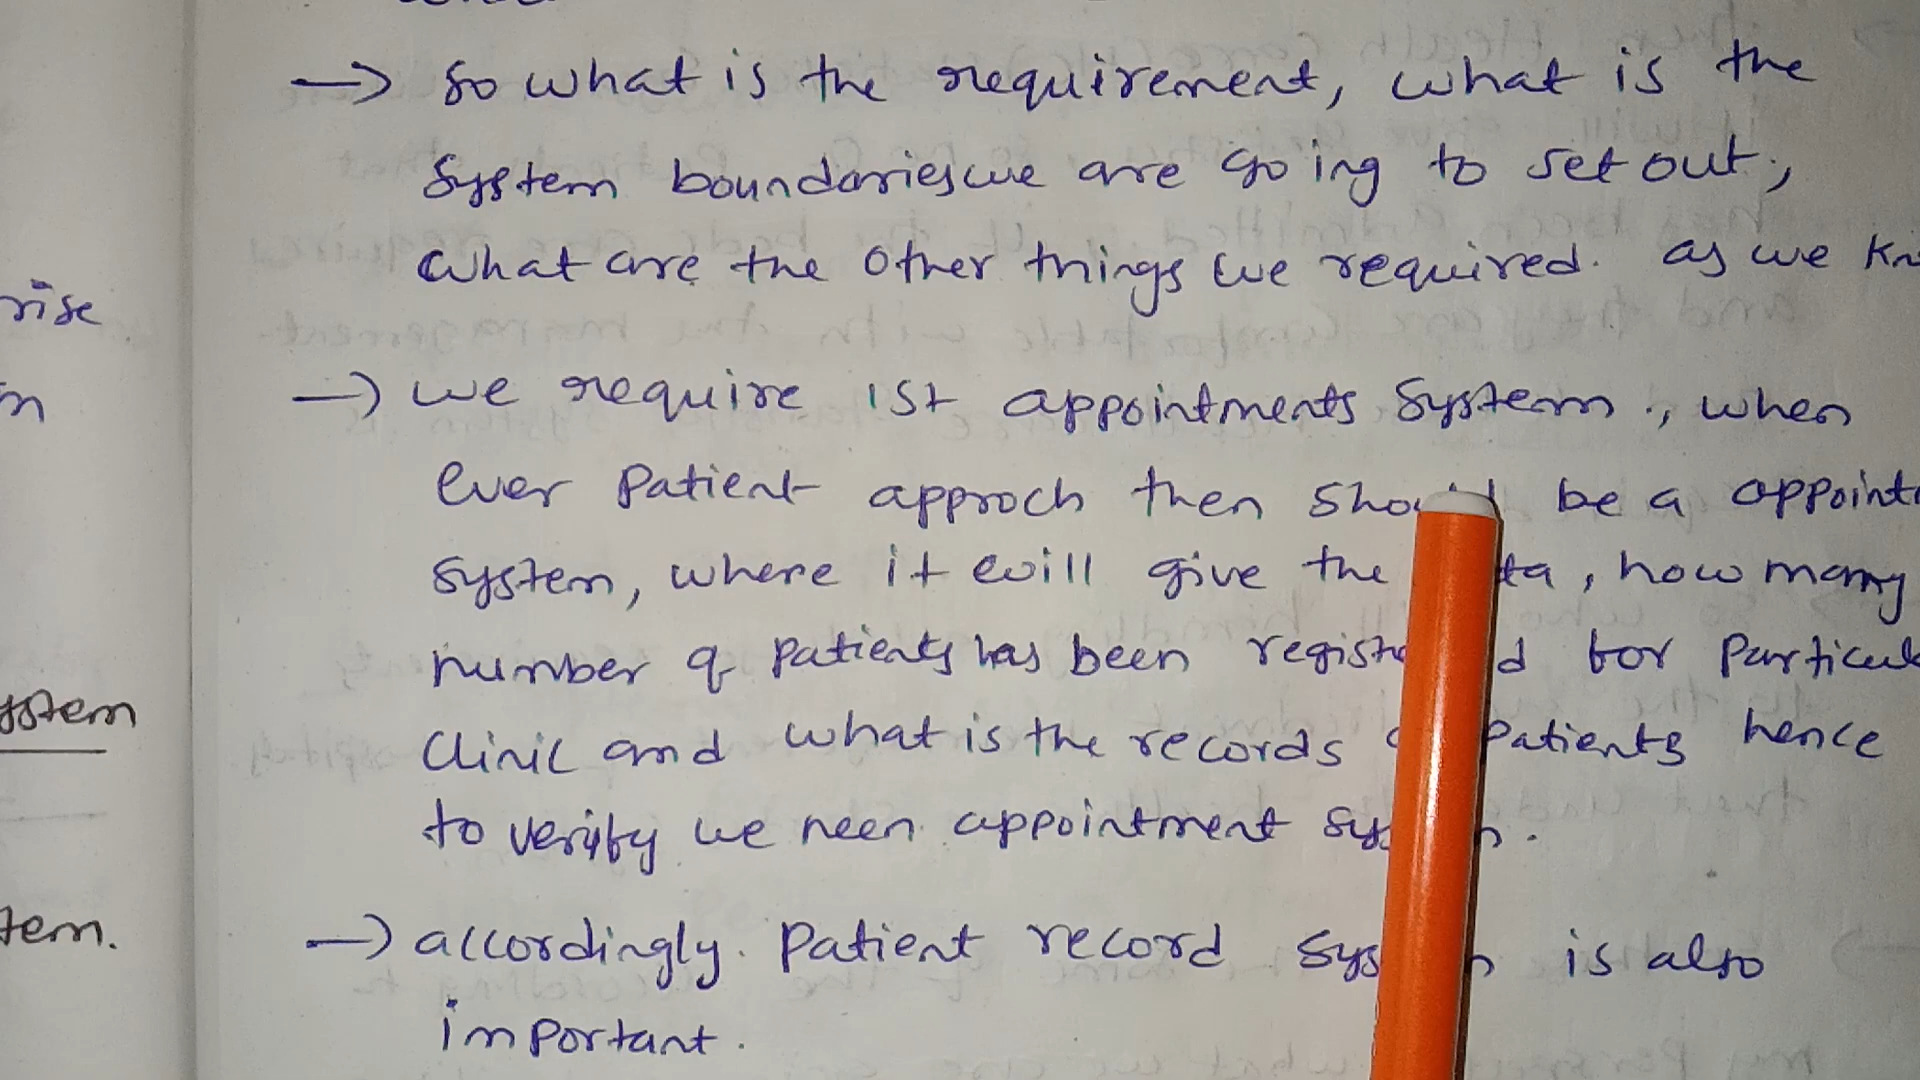 → So what is the requirement, what is the
System boundaries we are going to set out,
what are the other things we required. as we
rise
→ we require 1st appointments System, when
ever patient approch then be a
System, where it will give the how many
number of patients has been for
System
Clinic and what is the records patients hence
to verify we neen appointment
tem.
→ accordingly. patient record is also
important.